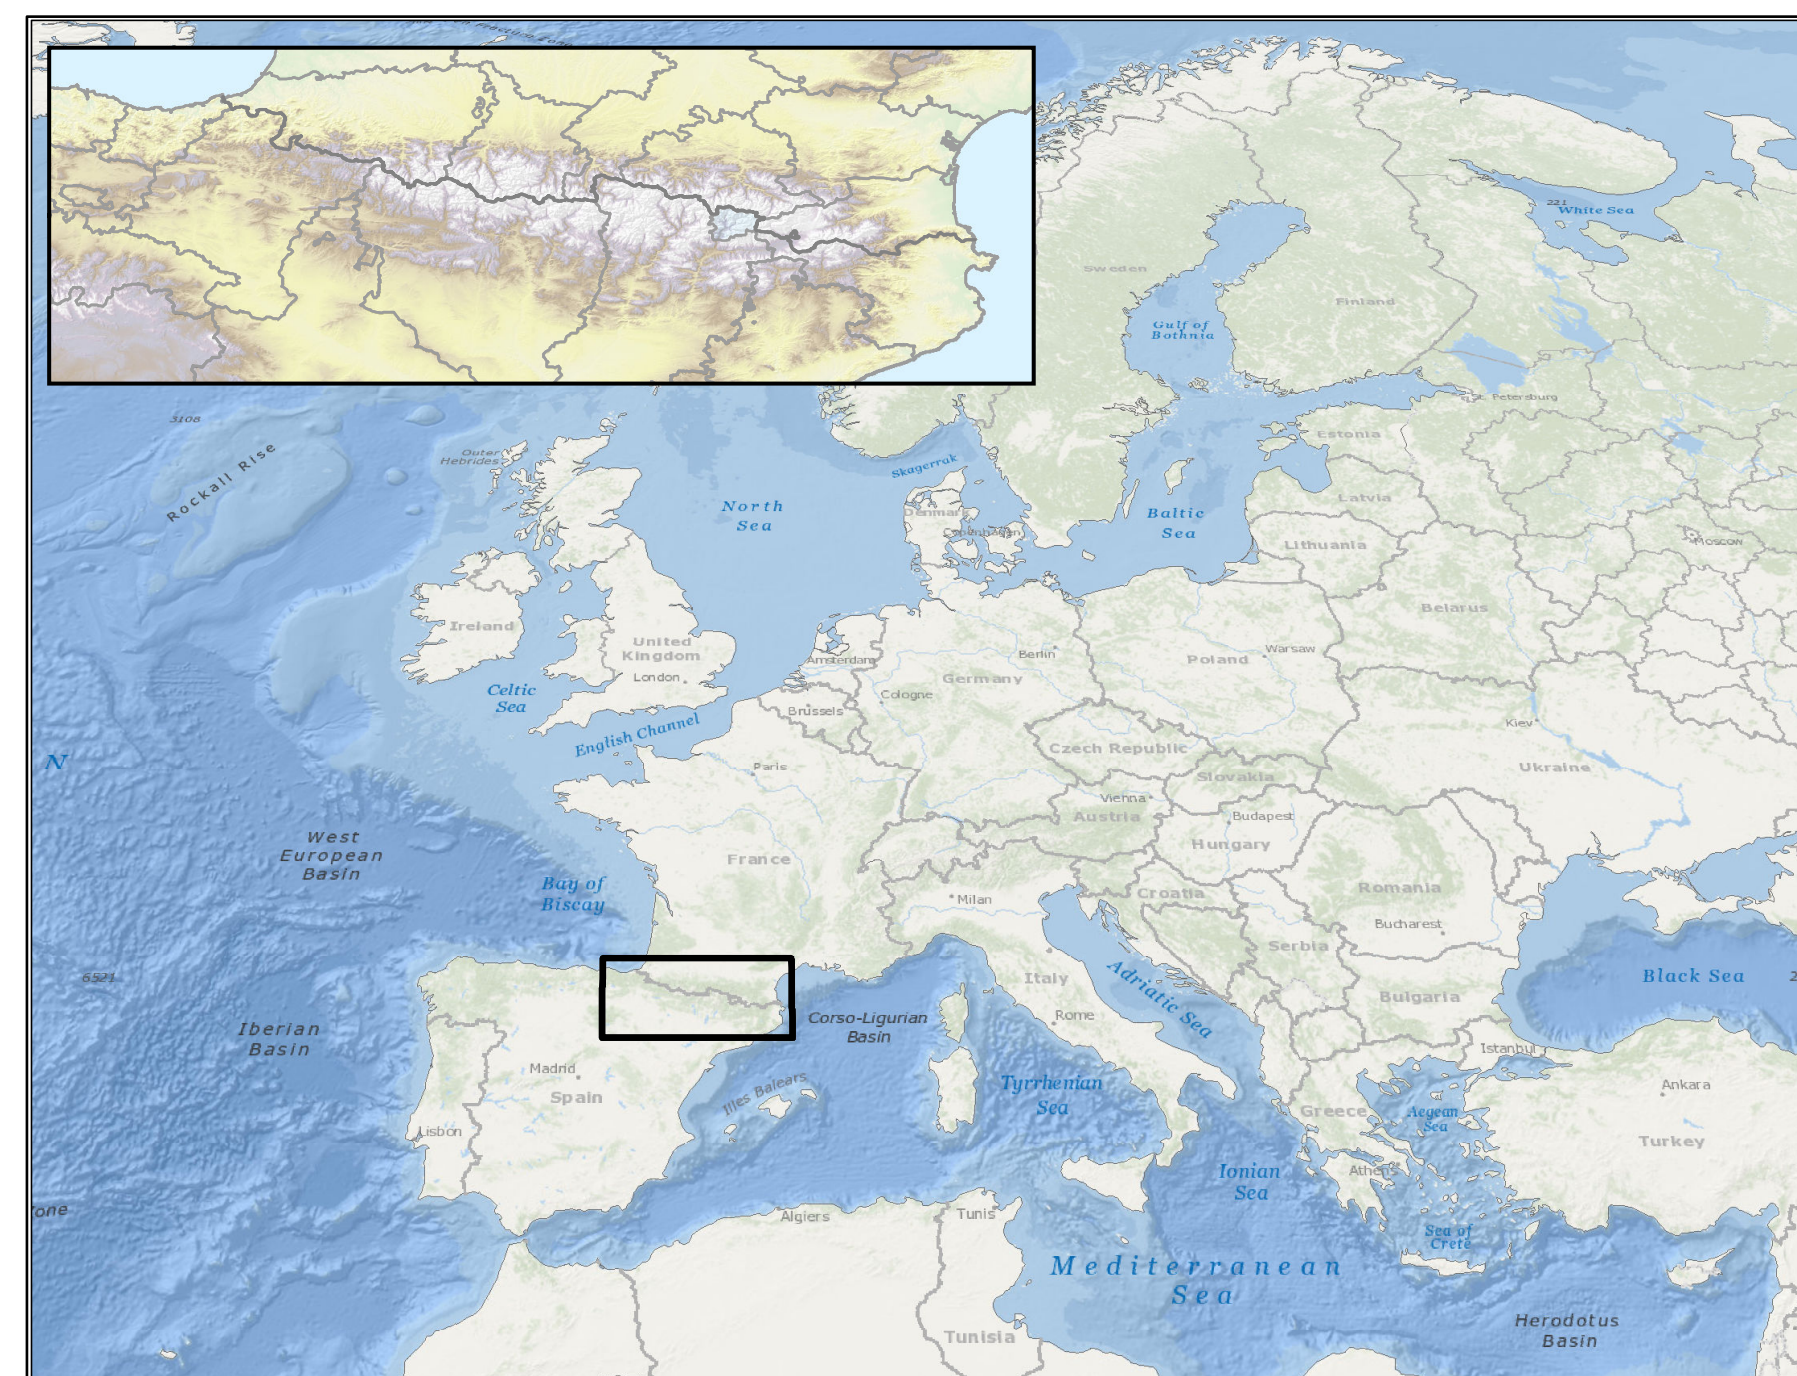 221
White Sea
Sweden
Finland
Gulf of
Bothnia
St. Petersburg
3108
Outer
Hebrides
Rockall Rise
Skagerrak
Estonia
North
Sea
Denmark
Copenhagen
Baltic
Sea
Latvia
Lithuania
Moscow
Ireland
United
Kingdom
London
Amsterdam
Berlin
Poland
Warsaw
Belarus
Germany
Cologne
Celtic
Sea
Brussels
English Channel
Kiev
N
Czech Republic
Paris
Slovakia
Ukraine
Vienna
Austria
Budapest
Hungary
West
European
Basin
France
Bay of
Biscay
Milan
Croatia
Romania
Bucharest
Serbia
6521
Italy
Adriatic Sea
Black Sea
2
Bulgaria
Iberian
Basin
Corso-Ligurian
Basin
Rome
Istanbul
Madrid
Spain
Illes Balears
Tyrrhenian
Sea
Ankara
Greece
Aegean
Sea
Lisbon
Turkey
Ionian
Sea
Athens
one
Algiers
Tunis
Sea of
Crete
Mediterranean
Sea
Tunisia
Herodotus
Basin